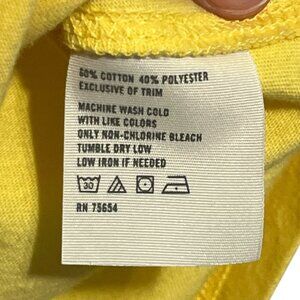 60% COTTON 40% POLYESTER
EXCLUSIVE OF TRIM
MACHINE WASH COLD
WITH LIKE COLORS
ONLY NON-CHLORINE BLEACH
TUMBLE DRY LOW
LOW IRON IF NEEDED
30
RN 75654